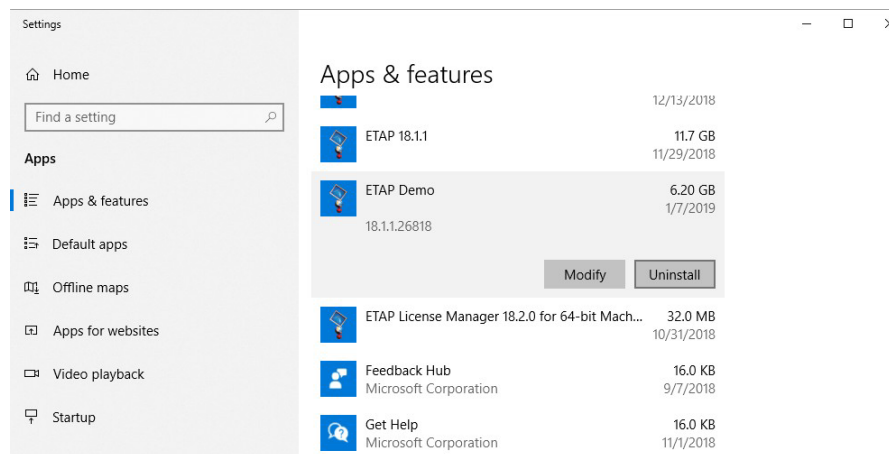 Settings
Home
Find a setting
Apps
Apps & features
Default apps
Offline maps
Apps for websites
Video playback
Startup
Apps & features
12/13/2018
ETAP 18.1.1 11.7 GB
11/29/2018
ETAP Demo 6.20 GB
1/7/2019
18.1.1.26818
Modify Uninstall
ETAP License Manager 18.2.0 for 64-bit Mach... 32.0 MB
10/31/2018
Feedback Hub 16.0 KB
Microsoft Corporation 9/7/2018
Get Help 16.0 KB
Microsoft Corporation 11/1/2018